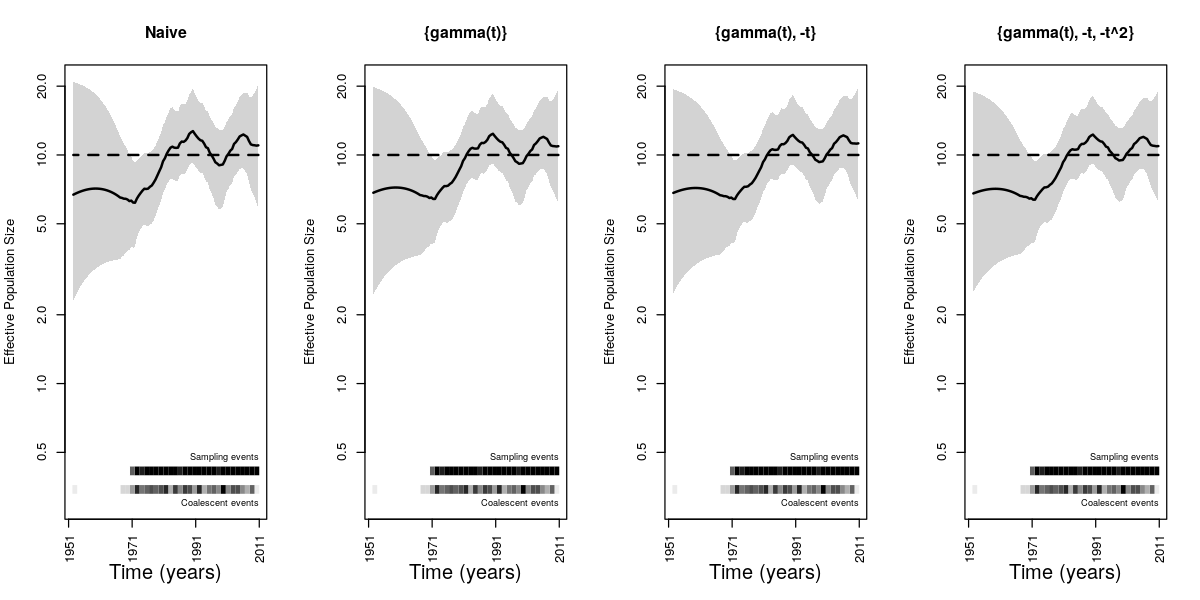 Naive
Effective Population Size
20.0
10.0
5.0
2.0
1.0
0.5
Sampling events
Coalescent events
1951
1971
1991
2011
Time (years)
{gamma(t)}
Effective Population Size
20.0
10.0
5.0
2.0
1.0
0.5
Sampling events
Coalescent events
1951
1971
1991
2011
Time (years)
{gamma(t), -t}
Effective Population Size
20.0
10.0
5.0
2.0
1.0
0.5
Sampling events
Coalescent events
1951
1971
1991
2011
Time (years)
{gamma(t), -t, -t^2}
Effective Population Size
20.0
10.0
5.0
2.0
1.0
0.5
Sampling events
Coalescent events
1951
1971
1991
2011
Time (years)